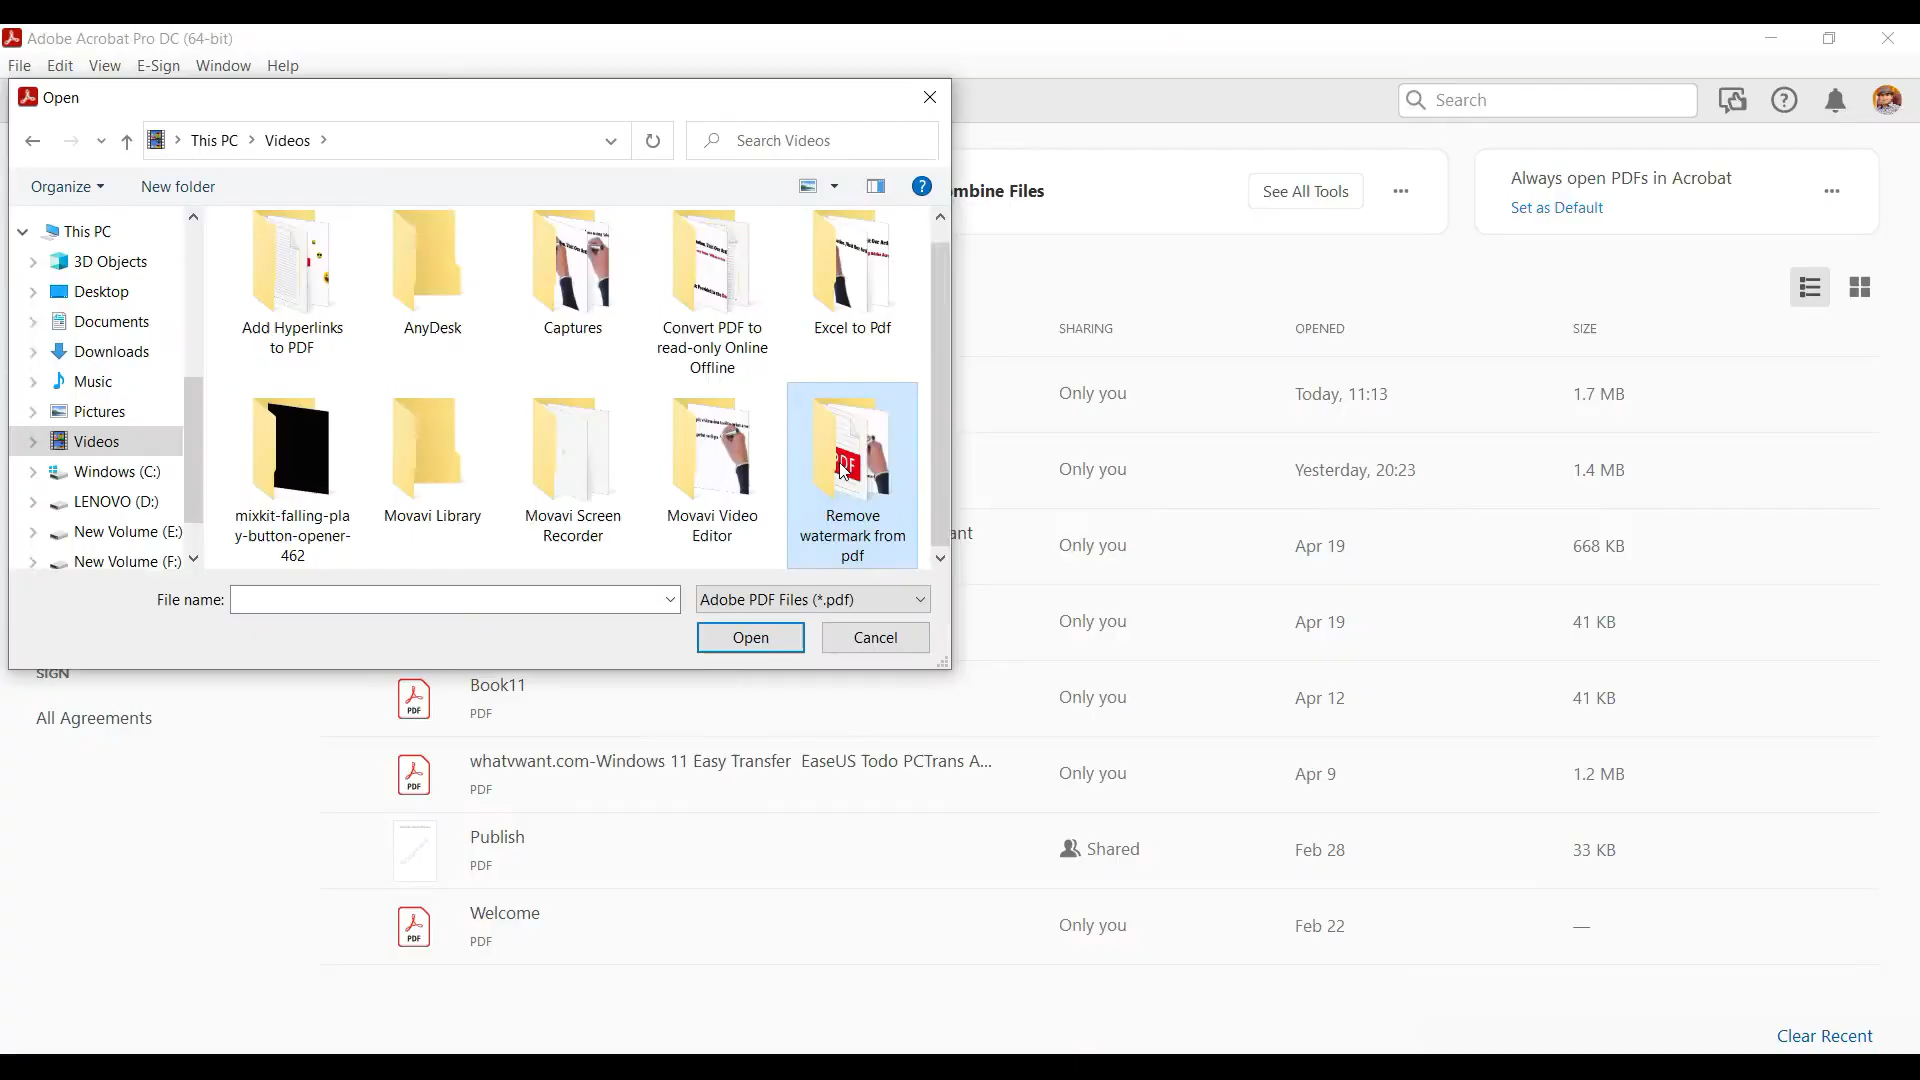 Adobe Acrobat Pro DC (64-bit)
File Edit View E-Sign Window Help
Open
This PC Videos
Search Videos
Search
Organize New folder
This PC
3D Objects
Desktop
Documents
Downloads
Music
Pictures
Videos
Windows (C:)
LENOVO (D:)
New Volume (E:)
New Volume (F:)
Add Hyperlinks
to PDF
AnyDesk
Captures
Convert PDF to
read-only Online
Offline
Excel to Pdf
mixkit-falling-pla
y-button-opener-
462
Movavi Library
Movavi Screen
Recorder
Movavi Video
Editor
Remove
watermark from
pdf
File name:
Adobe PDF Files (*.pdf)
Open Cancel
mbine Files
See All Tools
Always open PDFs in Acrobat
Set as Default
SHARING OPENED SIZE
Only you Today, 11:13 1.7 MB
Only you Yesterday, 20:23 1.4 MB
ant
Only you Apr 19 668 KB
Only you Apr 19 41 KB
SIGN
All Agreements
Book11
PDF
Only you Apr 12 41 KB
whatvwant.com-Windows 11 Easy Transfer EaseUS Todo PCTrans A...
PDF
Only you Apr 9 1.2 MB
Publish
PDF
Shared Feb 28 33 KB
Welcome
PDF
Only you Feb 22 —
Clear Recent